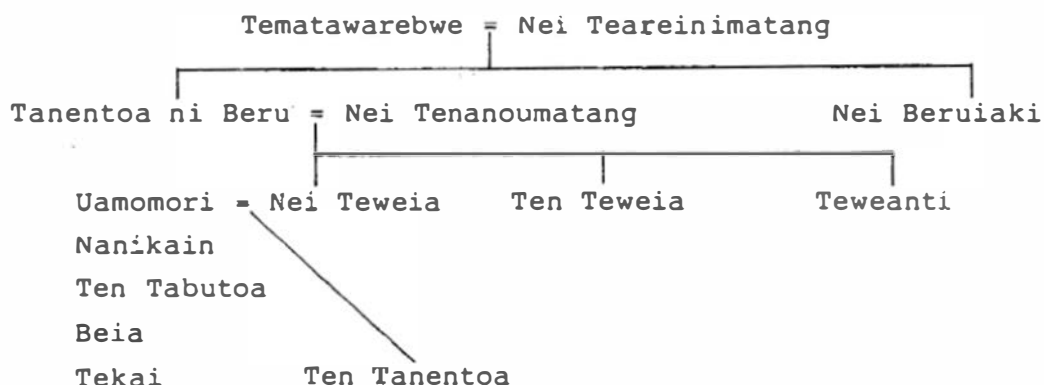 Tematawarebwe = Nei Teareinimatang
Tanentoa ni Beru = Nei Tenanoumatang Nei Beruiaki
Uamomori = Nei Teweia Ten Teweia Teweanti
Nanikain
Ten Tabutoa
Beia
Tekai Ten Tanentoa